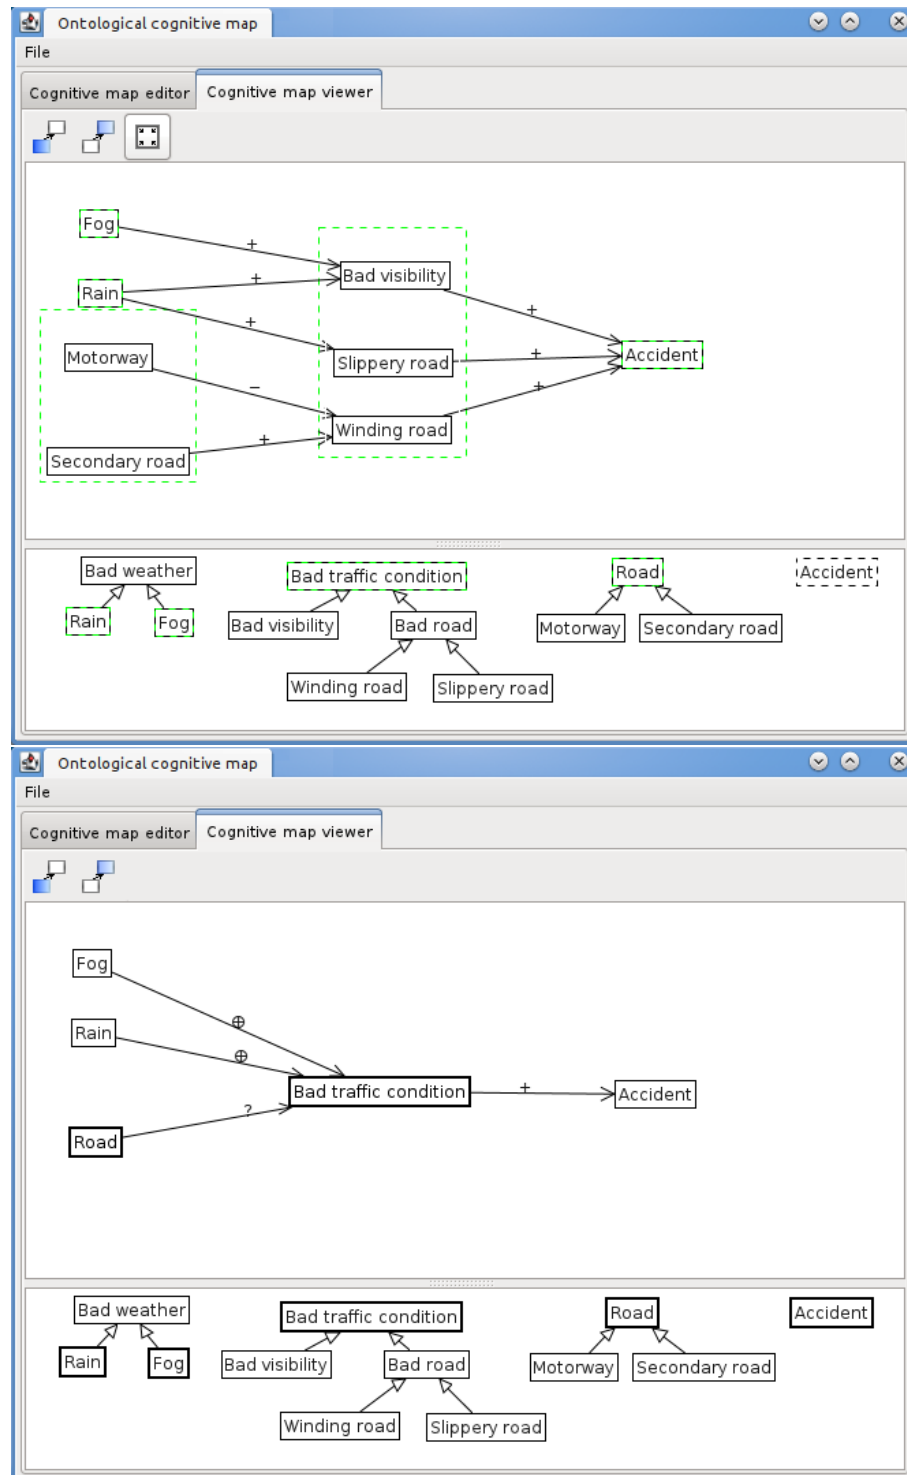 Ontological cognitive map
File
Cognitive map editor
Cognitive map viewer
Fog
+
Bad visibility
Rain
+
+
+
Motorway
Slippery road
+
Accident
−
+
Winding road
+
Secondary road
Bad weather
Bad traffic condition
Road
Accident
Rain
Fog
Bad visibility
Bad road
Motorway
Secondary road
Winding road
Slippery road
Ontological cognitive map
File
Cognitive map editor
Cognitive map viewer
Fog
⊕
Rain
⊕
Bad traffic condition
+
Accident
?
Road
Bad weather
Bad traffic condition
Road
Accident
Rain
Fog
Bad visibility
Bad road
Motorway
Secondary road
Winding road
Slippery road